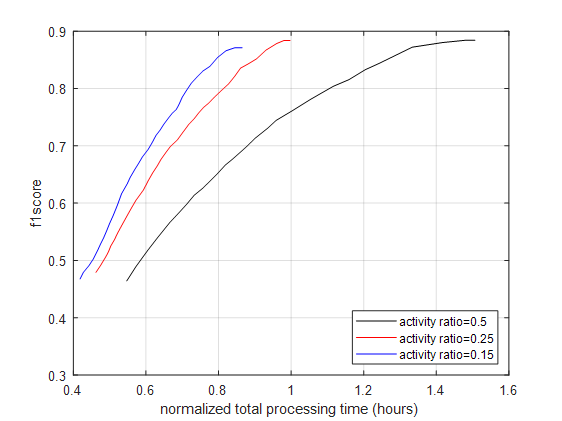 0.9
0.8
0.7
0.6
0.5
0.4
0.3
f1score
0.4
0.6
0.8
1
1.2
1.4
1.6
normalized total processing time (hours)
activity ratio=0.5
activity ratio=0.25
activity ratio=0.15